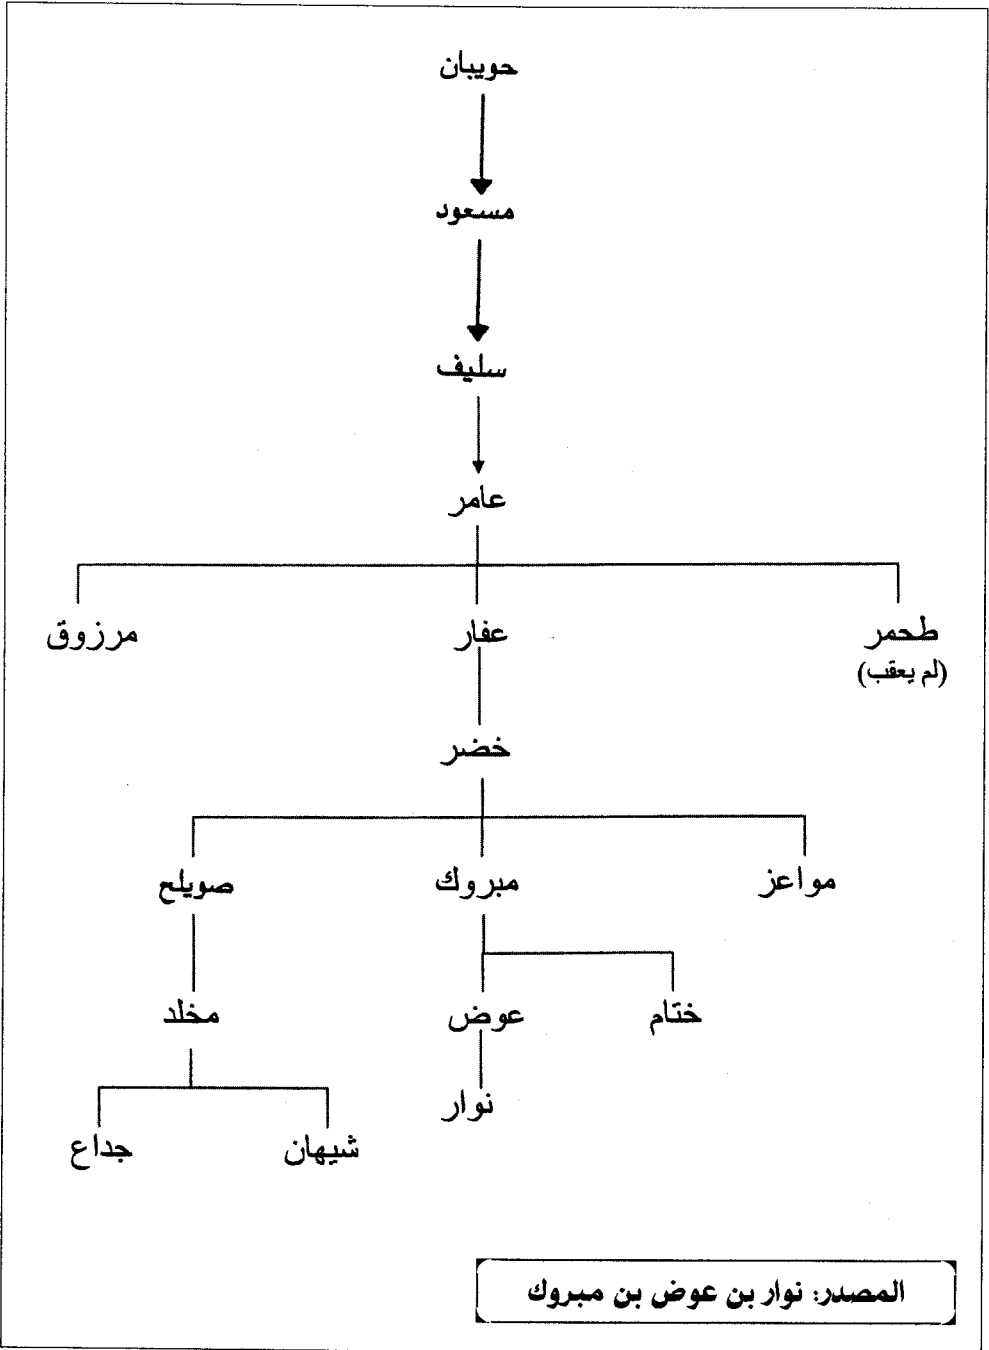 حويبان
مسعود
سليف
عامر
طحمر عفار مرزوق
(لم يعقب)
خضر
مواعز مبروك صويلح
ختام عوض مخلد
نوار
شيهان جداع
المصدر: نوار بن عوض بن مبروك